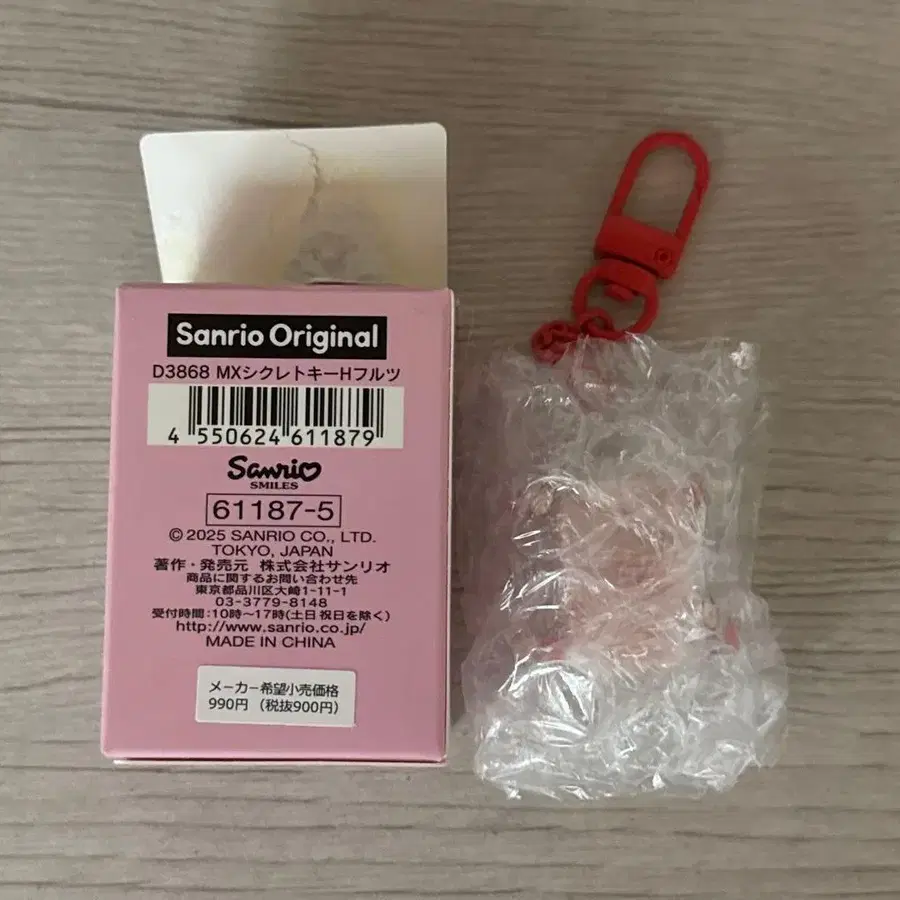 Sanrio Original
D3868 MXシクレトキーHフルツ
4 550624 611879
Sanrio
SMILES
61187-5
© 2025 SANRIO CO., LTD.
TOKYO, JAPAN
著作・発売元 株式会社サンリオ
商品に関するお問い合わせ先
東京都品川区大崎1-11-1
03-3779-8148
受付時間:10時〜17時(土日祝日を除く)
http://www.sanrio.co.jp/
MADE IN CHINA
メーカー希望小売価格
990円 (税抜900円)